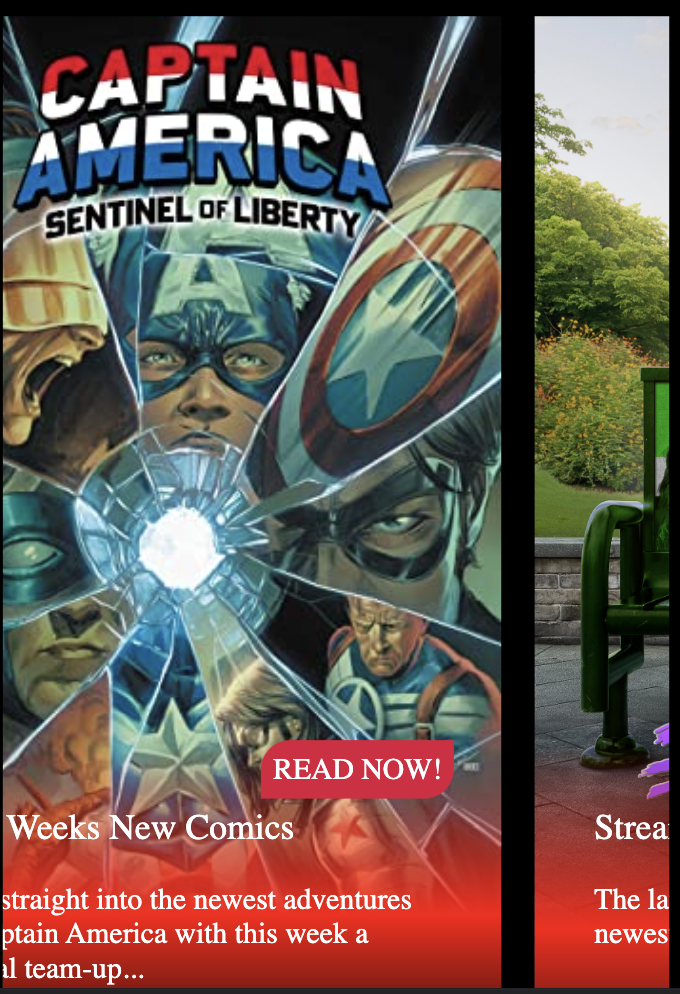 CAPTAIN
AMERICA
SENTINEL OF LIBERTY
READ NOW!
Weeks New Comics
straight into the newest adventures
ptain America with this week a
al team-up...
Strea
The la
newes